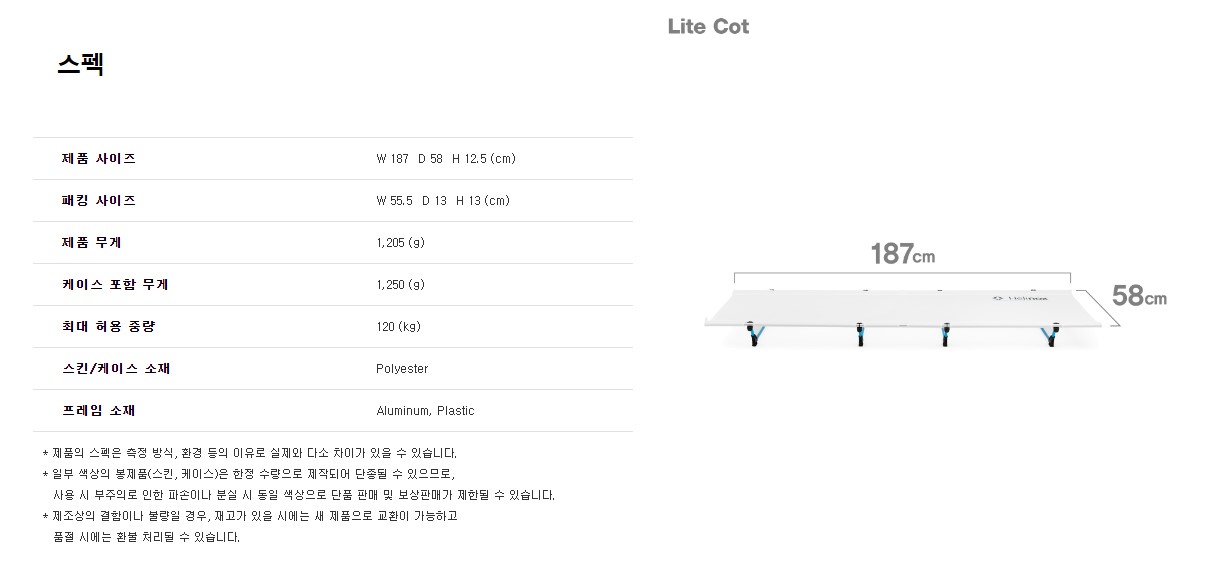 Lite Cot
스펙
제품 사이즈 W 187 D 58 H 12.5 (cm)
패킹 사이즈 W 55.5 D 13 H 13 (cm)
제품 무게 1,205 (g)
케이스 포함 무게 1,250 (g)
최대 허용 중량 120 (kg)
스킨/케이스 소재 Polyester
프레임 소재 Aluminum, Plastic
* 제품의 스펙은 측정 방식, 환경 등의 이유로 실제와 다소 차이가 있을 수 있습니다.
* 일부 색상의 봉제품(스킨, 케이스)은 한정 수량으로 제작되어 단종될 수 있으므로,
사용 시 부주의로 인한 파손이나 분실 시 동일 색상으로 단품 판매 및 보상판매가 제한될 수 있습니다.
* 제조상의 결함이나 불량일 경우, 재고가 있을 시에는 새 제품으로 교환이 가능하고
품절 시에는 환불 처리될 수 있습니다.
187cm
58cm
Helinox